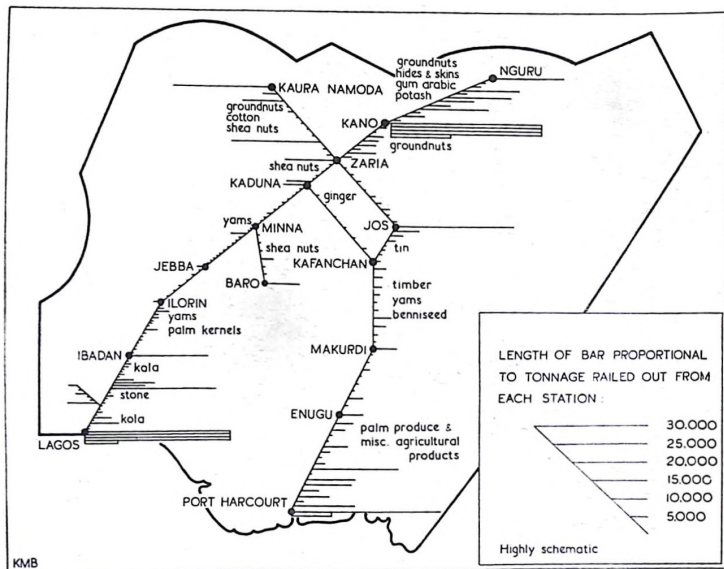 groundnuts
hides & skins
gum arabic
potash
NGURU
KAURA NAMODA
groundnuts
cotton
shea nuts
KANO
groundnuts
shea nuts
ZARIA
KADUNA
ginger
yams
MINNA
JOS
tin
shea nuts
JEBBA
KAFANCHAN
BARO
timber
yams
benniseed
ILORIN
yams
palm kernels
IBADAN
kola
MAKURDI
stone
kola
LAGOS
ENUGU
palm produce &
misc. agricultural
products
PORT HARCOURT
LENGTH OF BAR PROPORTIONAL
TO TONNAGE RAILED OUT FROM
EACH STATION :
30.000
25.000
20.000
15.000
10.000
5.000
Highly schematic
KMB